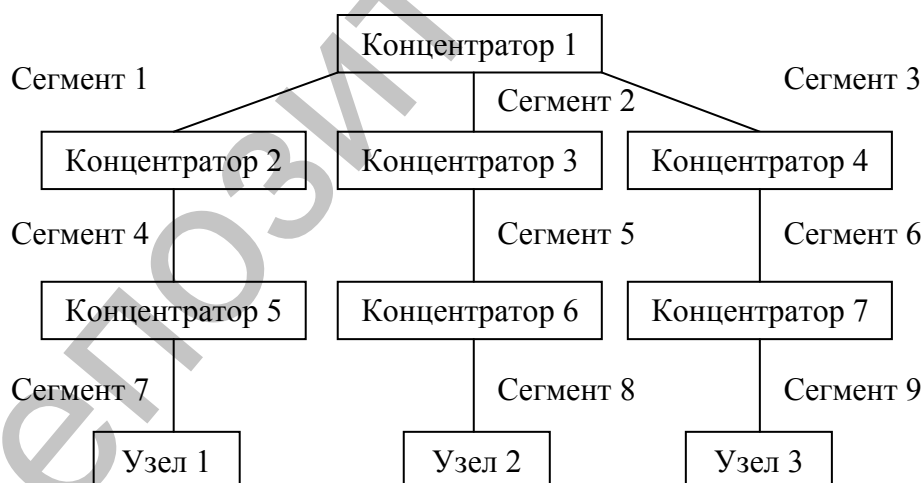 Концентратор 1
Сегмент 1
Сегмент 2
Сегмент 3
Концентратор 2
Концентратор 3
Концентратор 4
Сегмент 4
Сегмент 5
Сегмент 6
Концентратор 5
Концентратор 6
Концентратор 7
Сегмент 7
Сегмент 8
Сегмент 9
Узел 1
Узел 2
Узел 3
епозит